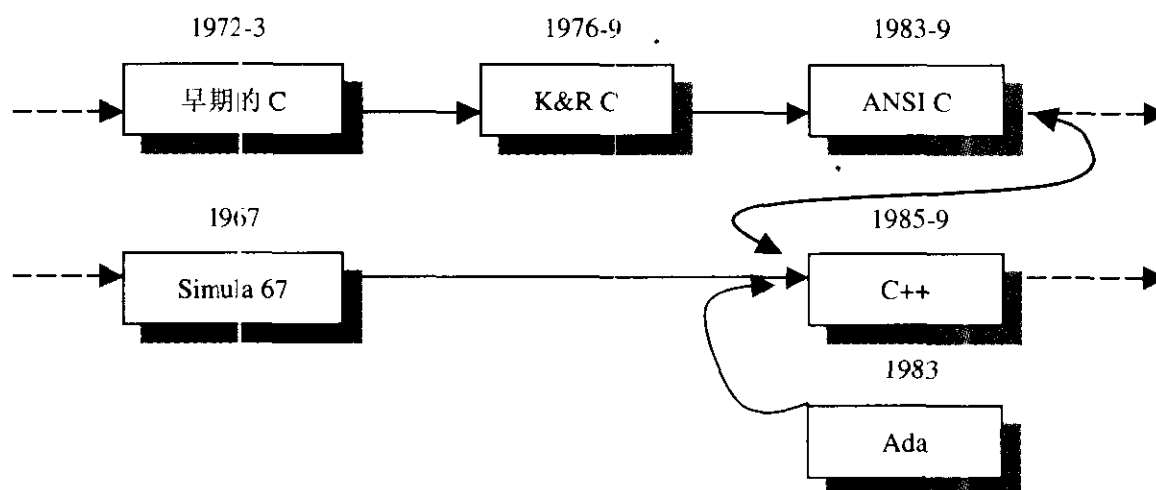 1972-3
1976-9
1983-9
早期的 C
K&R C
ANSI C
1967
1985-9
Simula 67
C++
1983
Ada